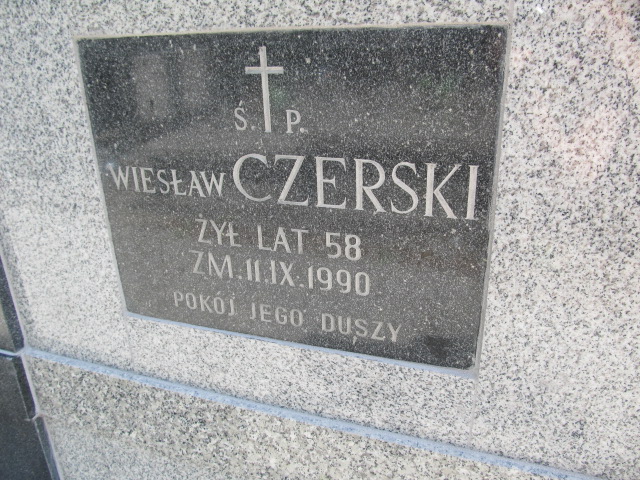 Ś. P.
WIESŁAW CZERSKI
ŻYŁ LAT 58
ZM. 11.IX.1990
POKÓJ JEGO DUSZY